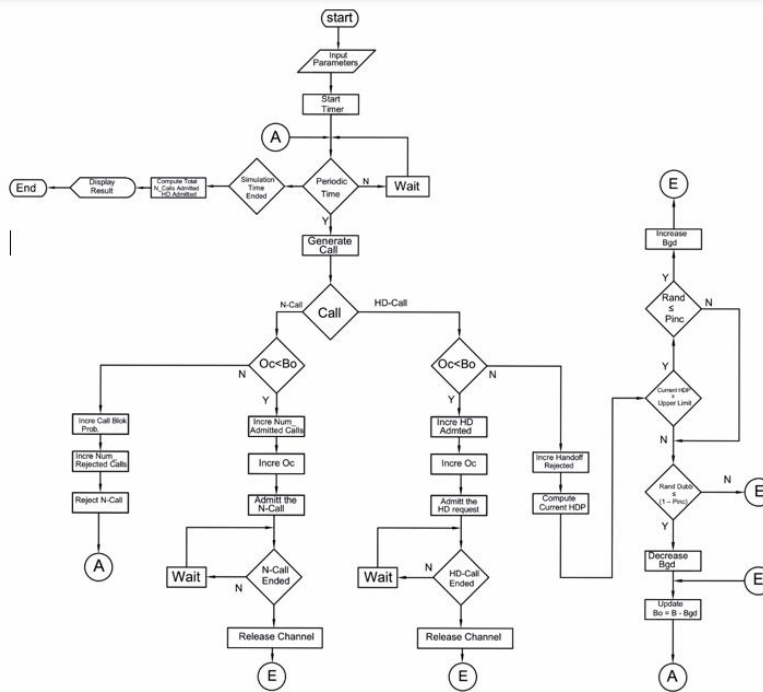 start
Input
Parameters
Start
Timer
A
Periodic
Time
N
Wait
Simulation
Time
Ended
Compute Total
N_Calls Admitted
HD Admitted
Display
Result
End
Y
Generate
Call
Call
N-Call
HD-Call
Oc<Bo
N
Y
Incre Call Blok
Prob.
Incre Num_
Rejected Calls
Reject N-Call
A
Incre Num_
Admitted Calls
Incre Oc
Admitt the
N-Call
N-Call
Ended
N
Wait
Release Channel
E
Oc<Bo
N
Y
Incre HD
Admted
Incre Oc
Admitt the
HD request
HD-Call
Ended
N
Wait
Release Channel
E
Incre Handoff
Rejected
Compute
Current HDP
E
Increase
Bgd
Y
Rand
≤
Pinc
N
Y
Current HDP
Upper Limit
N
Rand Dubb
≤
(1 - Pinc)
N
E
Y
Decrease
Bgd
E
Update
Bo = B - Bgd
A